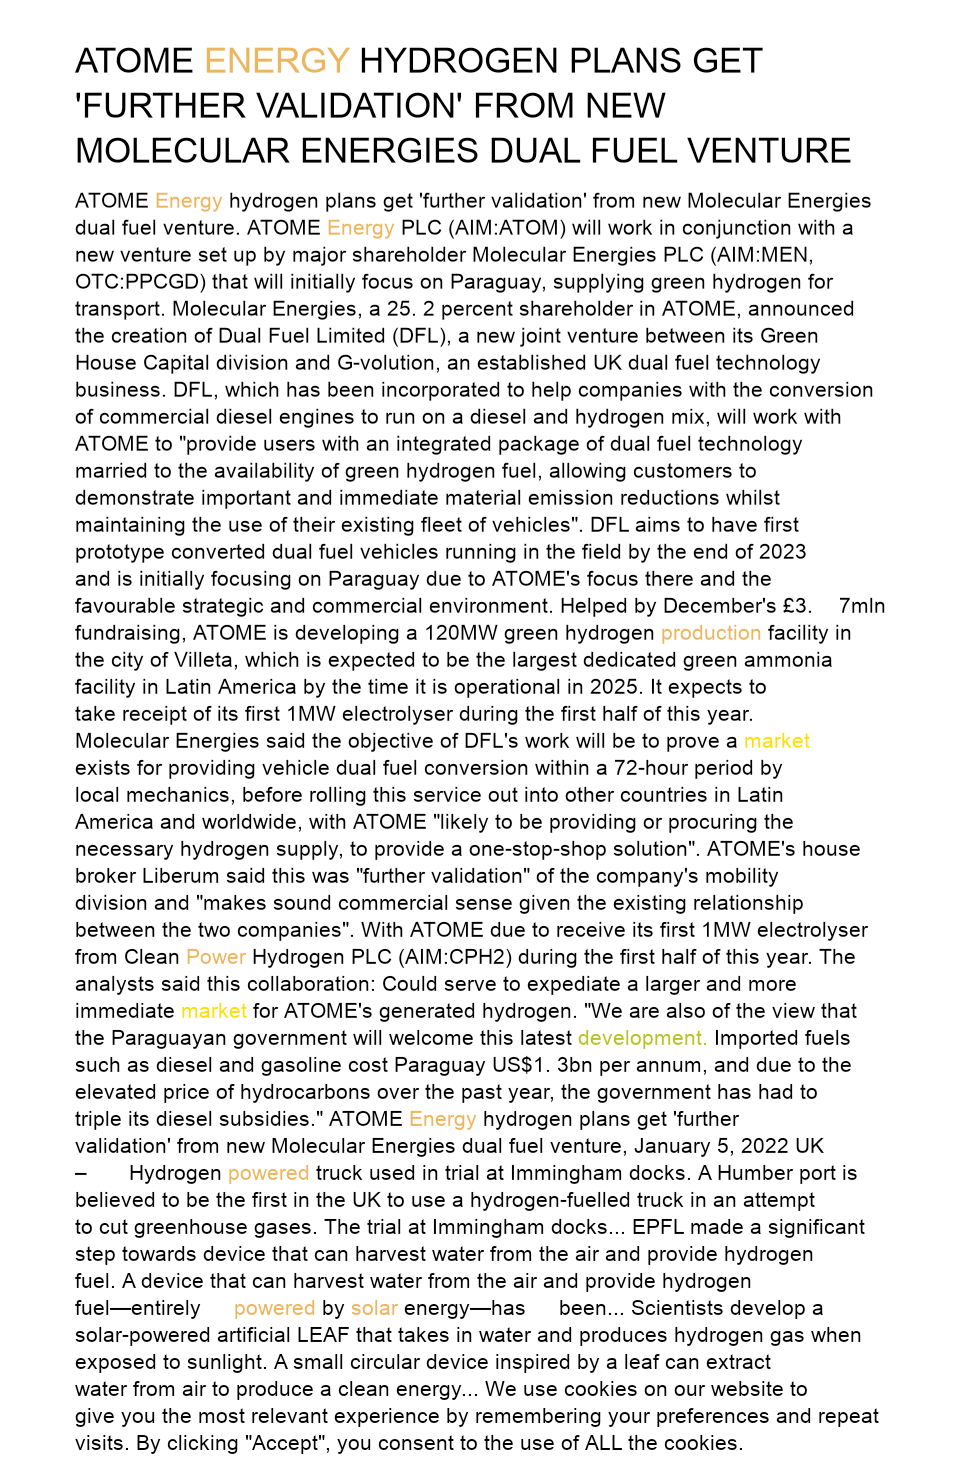 ATOME ENERGY HYDROGEN PLANS GET
'FURTHER VALIDATION' FROM NEW
MOLECULAR ENERGIES DUAL FUEL VENTURE
ATOME Energy hydrogen plans get 'further validation' from new Molecular Energies
dual fuel venture. ATOME Energy PLC (AIM:ATOM) will work in conjunction with a
new venture set up by major shareholder Molecular Energies PLC (AIM:MEN,
OTC:PPCGD) that will initially focus on Paraguay, supplying green hydrogen for
transport. Molecular Energies, a 25. 2 percent shareholder in ATOME, announced
the creation of Dual Fuel Limited (DFL), a new joint venture between its Green
House Capital division and G-volution, an established UK dual fuel technology
business. DFL, which has been incorporated to help companies with the conversion
of commercial diesel engines to run on a diesel and hydrogen mix, will work with
ATOME to "provide users with an integrated package of dual fuel technology
married to the availability of green hydrogen fuel, allowing customers to
demonstrate important and immediate material emission reductions whilst
maintaining the use of their existing fleet of vehicles". DFL aims to have first
prototype converted dual fuel vehicles running in the field by the end of 2023
and is initially focusing on Paraguay due to ATOME's focus there and the
favourable strategic and commercial environment. Helped by December's £3. 7mln
fundraising, ATOME is developing a 120MW green hydrogen production facility in
the city of Villeta, which is expected to be the largest dedicated green ammonia
facility in Latin America by the time it is operational in 2025. It expects to
take receipt of its first 1MW electrolyser during the first half of this year.
Molecular Energies said the objective of DFL's work will be to prove a market
exists for providing vehicle dual fuel conversion within a 72-hour period by
local mechanics, before rolling this service out into other countries in Latin
America and worldwide, with ATOME "likely to be providing or procuring the
necessary hydrogen supply, to provide a one-stop-shop solution". ATOME's house
broker Liberum said this was "further validation" of the company's mobility
division and "makes sound commercial sense given the existing relationship
between the two companies". With ATOME due to receive its first 1MW electrolyser
from Clean Power Hydrogen PLC (AIM:CPH2) during the first half of this year. The
analysts said this collaboration: Could serve to expediate a larger and more
immediate market for ATOME's generated hydrogen. "We are also of the view that
the Paraguayan government will welcome this latest development. Imported fuels
such as diesel and gasoline cost Paraguay US$1. 3bn per annum, and due to the
elevated price of hydrocarbons over the past year, the government has had to
triple its diesel subsidies." ATOME Energy hydrogen plans get 'further
validation' from new Molecular Energies dual fuel venture, January 5, 2022 UK
– Hydrogen powered truck used in trial at Immingham docks. A Humber port is
believed to be the first in the UK to use a hydrogen-fuelled truck in an attempt
to cut greenhouse gases. The trial at Immingham docks... EPFL made a significant
step towards device that can harvest water from the air and provide hydrogen
fuel. A device that can harvest water from the air and provide hydrogen
fuel—entirely powered by solar energy—has been... Scientists develop a
solar-powered artificial LEAF that takes in water and produces hydrogen gas when
exposed to sunlight. A small circular device inspired by a leaf can extract
water from air to produce a clean energy... We use cookies on our website to
give you the most relevant experience by remembering your preferences and repeat
visits. By clicking "Accept", you consent to the use of ALL the cookies.